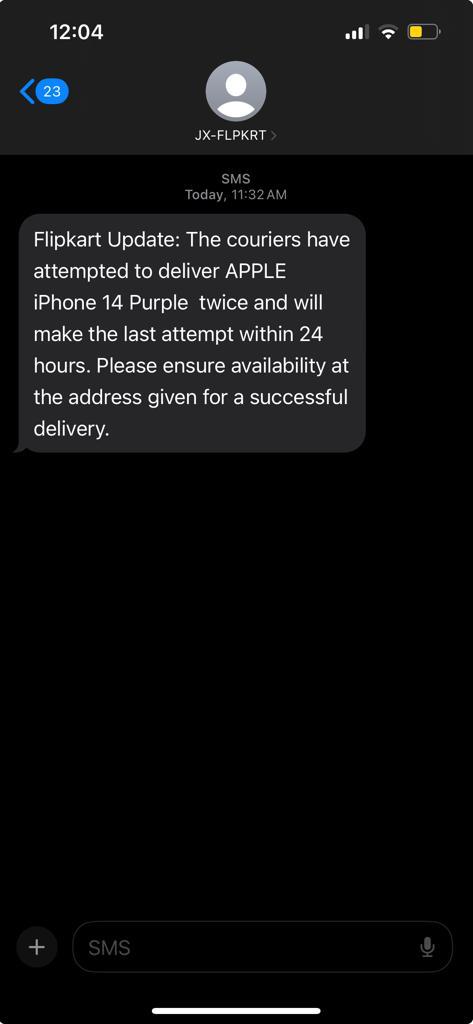 12:04
23
JX-FLPKRT
SMS
Today, 11:32 AM
Flipkart Update: The couriers have
attempted to deliver APPLE
iPhone 14 Purple  twice and will
make the last attempt within 24
hours. Please ensure availability at
the address given for a successful
delivery.
SMS